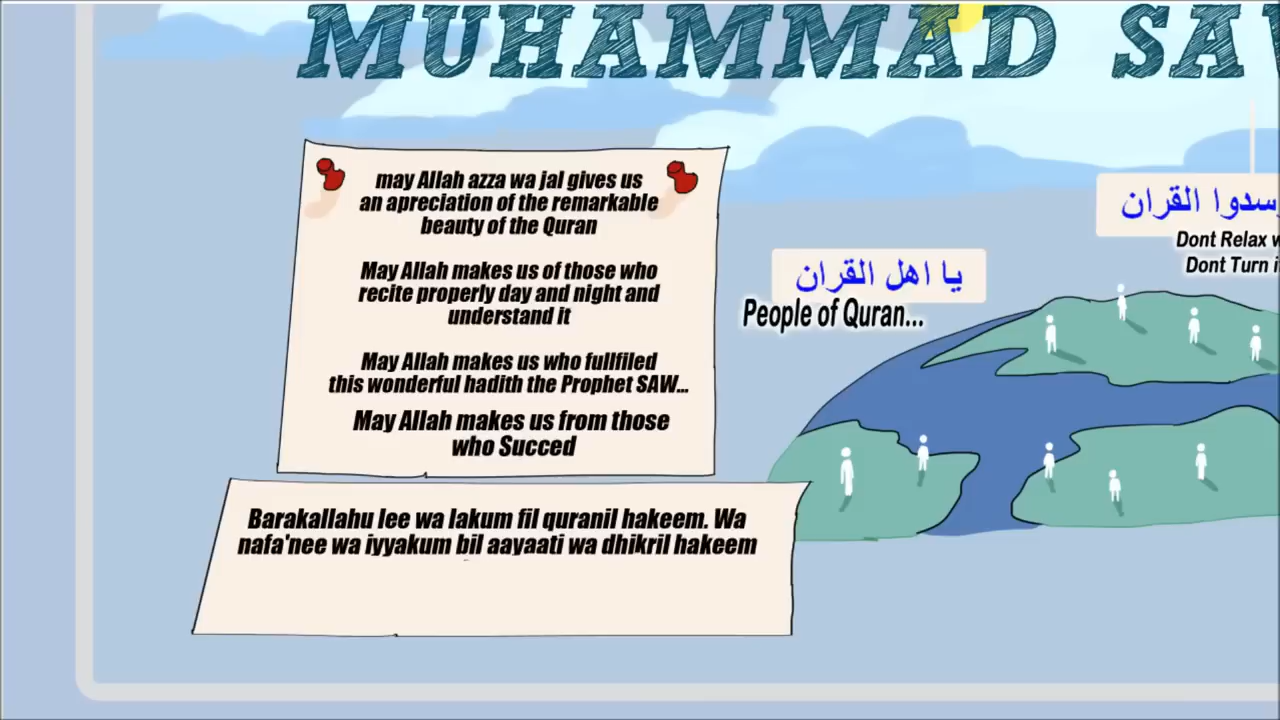 MUHAMMAD SAW
may Allah azza wa jal gives us
an apreciation of the remarkable
beauty of the Quran
May Allah makes us of those who
recite properly day and night and
understand it
May Allah makes us who fullfiled
this wonderful hadith the Prophet SAW...
May Allah makes us from those
who Succed
Barakallahu lee wa lakum fil quranil hakeem. Wa
nafa'nee wa iyyakum bil aayaati wa dhikril hakeem
يا اهل القران
People of Quran...
القران
Dont Relax
Dont Turn